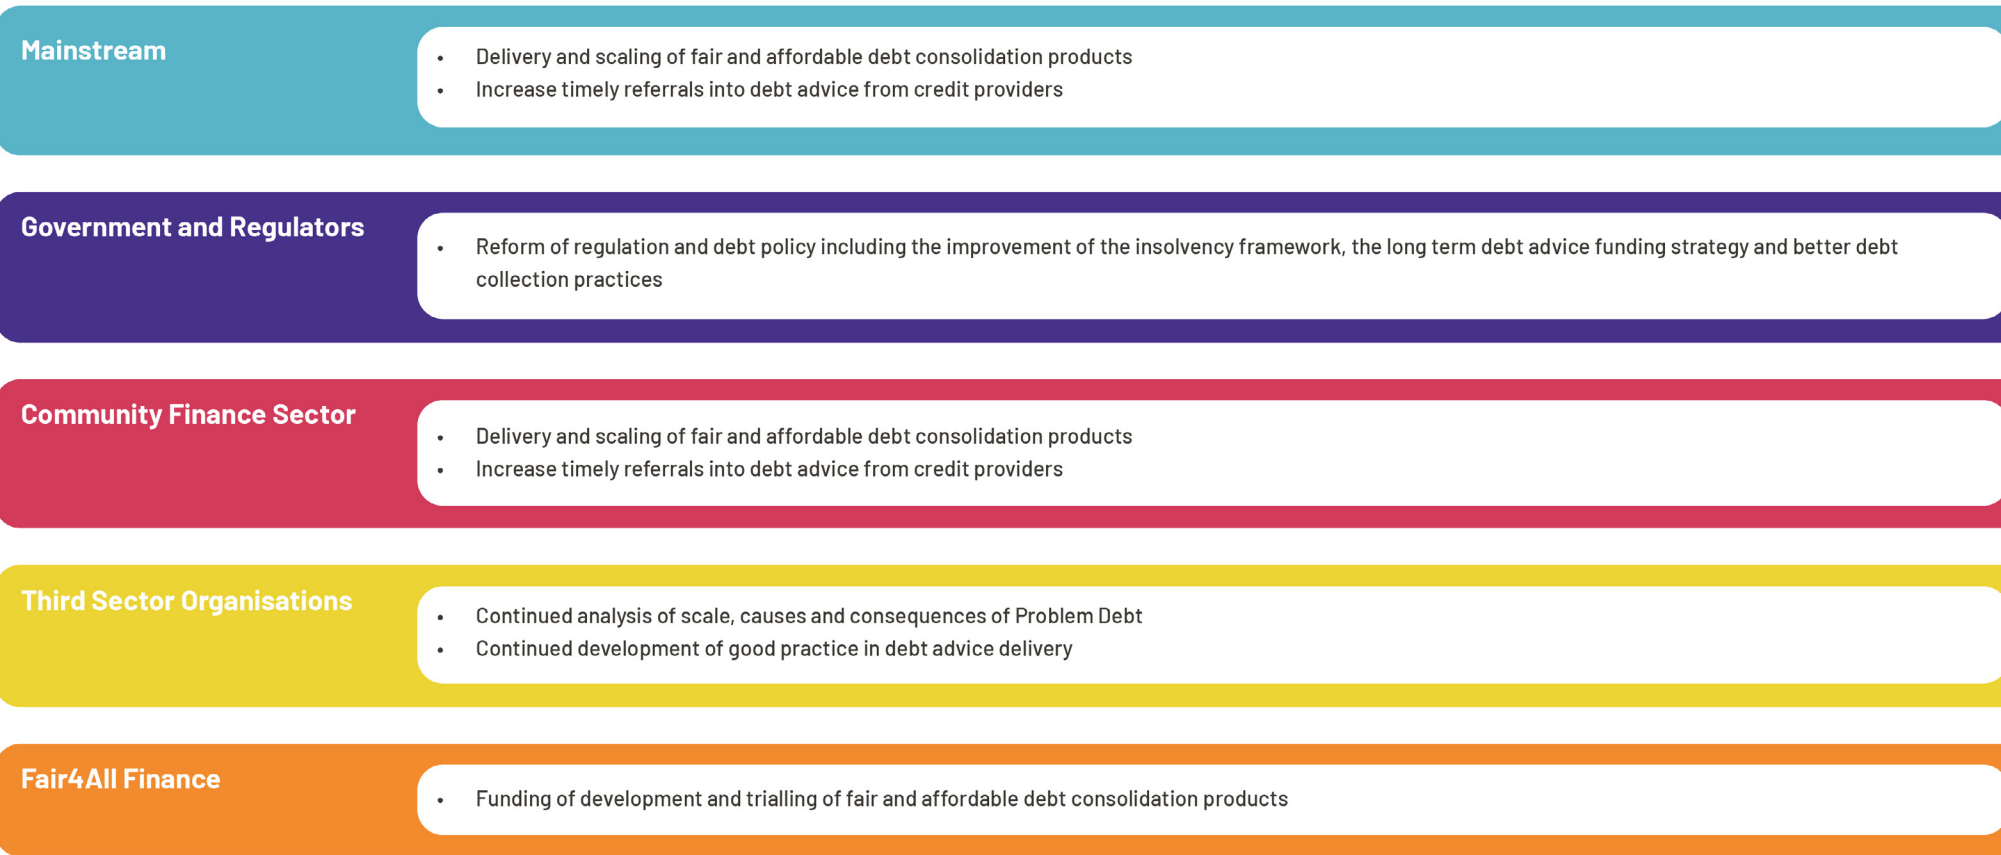 Mainstream
• Delivery and scaling of fair and affordable debt consolidation products
• Increase timely referrals into debt advice from credit providers
Government and Regulators
• Reform of regulation and debt policy including the improvement of the insolvency framework, the long term debt advice funding strategy and better debt
collection practices
Community Finance Sector
• Delivery and scaling of fair and affordable debt consolidation products
• Increase timely referrals into debt advice from credit providers
Third Sector Organisations
• Continued analysis of scale, causes and consequences of Problem Debt
• Continued development of good practice in debt advice delivery
Fair4All Finance
• Funding of development and trialling of fair and affordable debt consolidation products